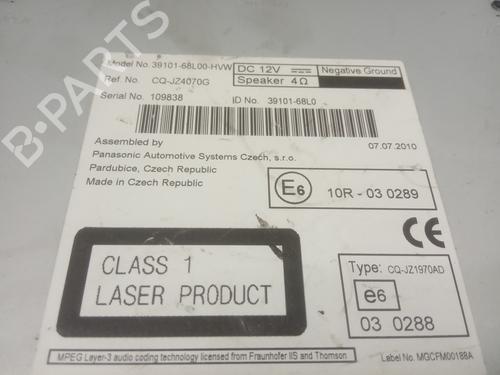 Model No. 39101-68L00-HVW
DC 12V
Negative Ground
Ref. No. CQ-JZ4070G
Speaker 4Ω
Serial No. 109838
ID No. 39101-68L0
Assembled by
07.07.2010
Panasonic Automotive Systems Czech, s.r.o.
Pardubice, Czech Republic
Made in Czech Republic
E6
10R - 03 0289
CE
CLASS 1
LASER PRODUCT
Type: CQ-JZ1970AD
e6
03 0288
MPEG Layer-3 audio coding technology licensed from Fraunhofer IIS and Thomson
Label No. MGCFM00188A
B-PARTS